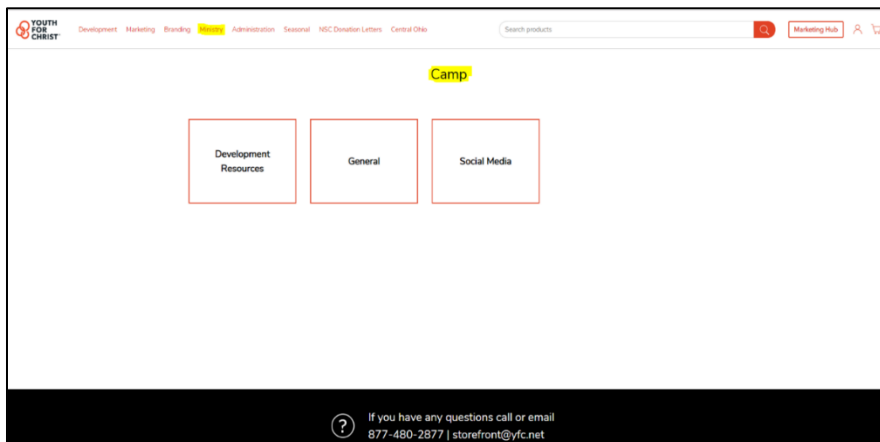 YOUTH
FOR
CHRIST
Development Marketing Branding Ministry Administration Seasonal NSC Donation Letters Central Ohio
Search products
Marketing Hub
Camp
Development
Resources
General
Social Media
If you have any questions call or email
877-480-2877 | storefront@yfc.net